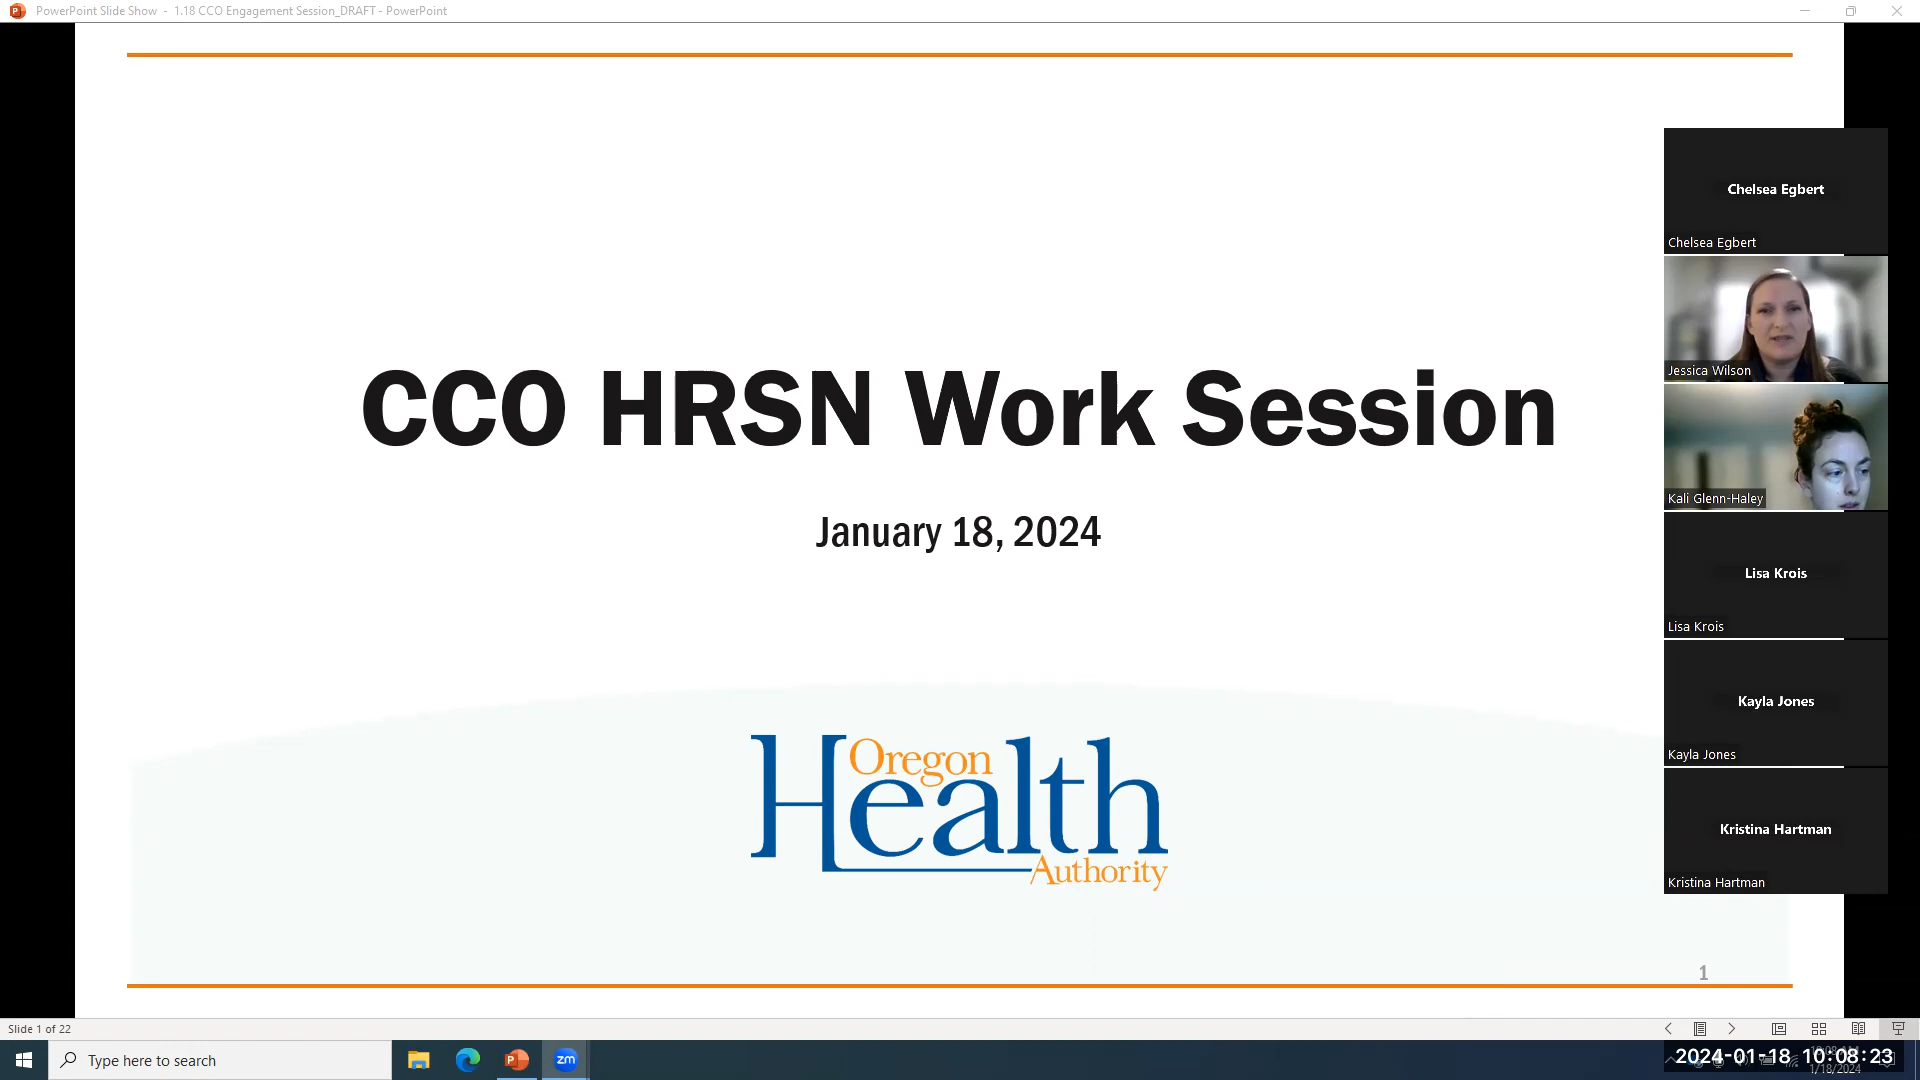 PowerPoint Slide Show - 1.18 CCO Engagement Session_DRAFT - PowerPoint
CCO HRSN Work Session
January 18, 2024
Oregon
Health
Authority
1
Chelsea Egbert
Chelsea Egbert
Jessica Wilson
Kali Glenn-Haley
Lisa Krois
Lisa Krois
Kayla Jones
Kayla Jones
Kristina Hartman
Kristina Hartman
Slide 1 of 22
Type here to search
zm
2024-01-18 10:08:23
1/18/2024